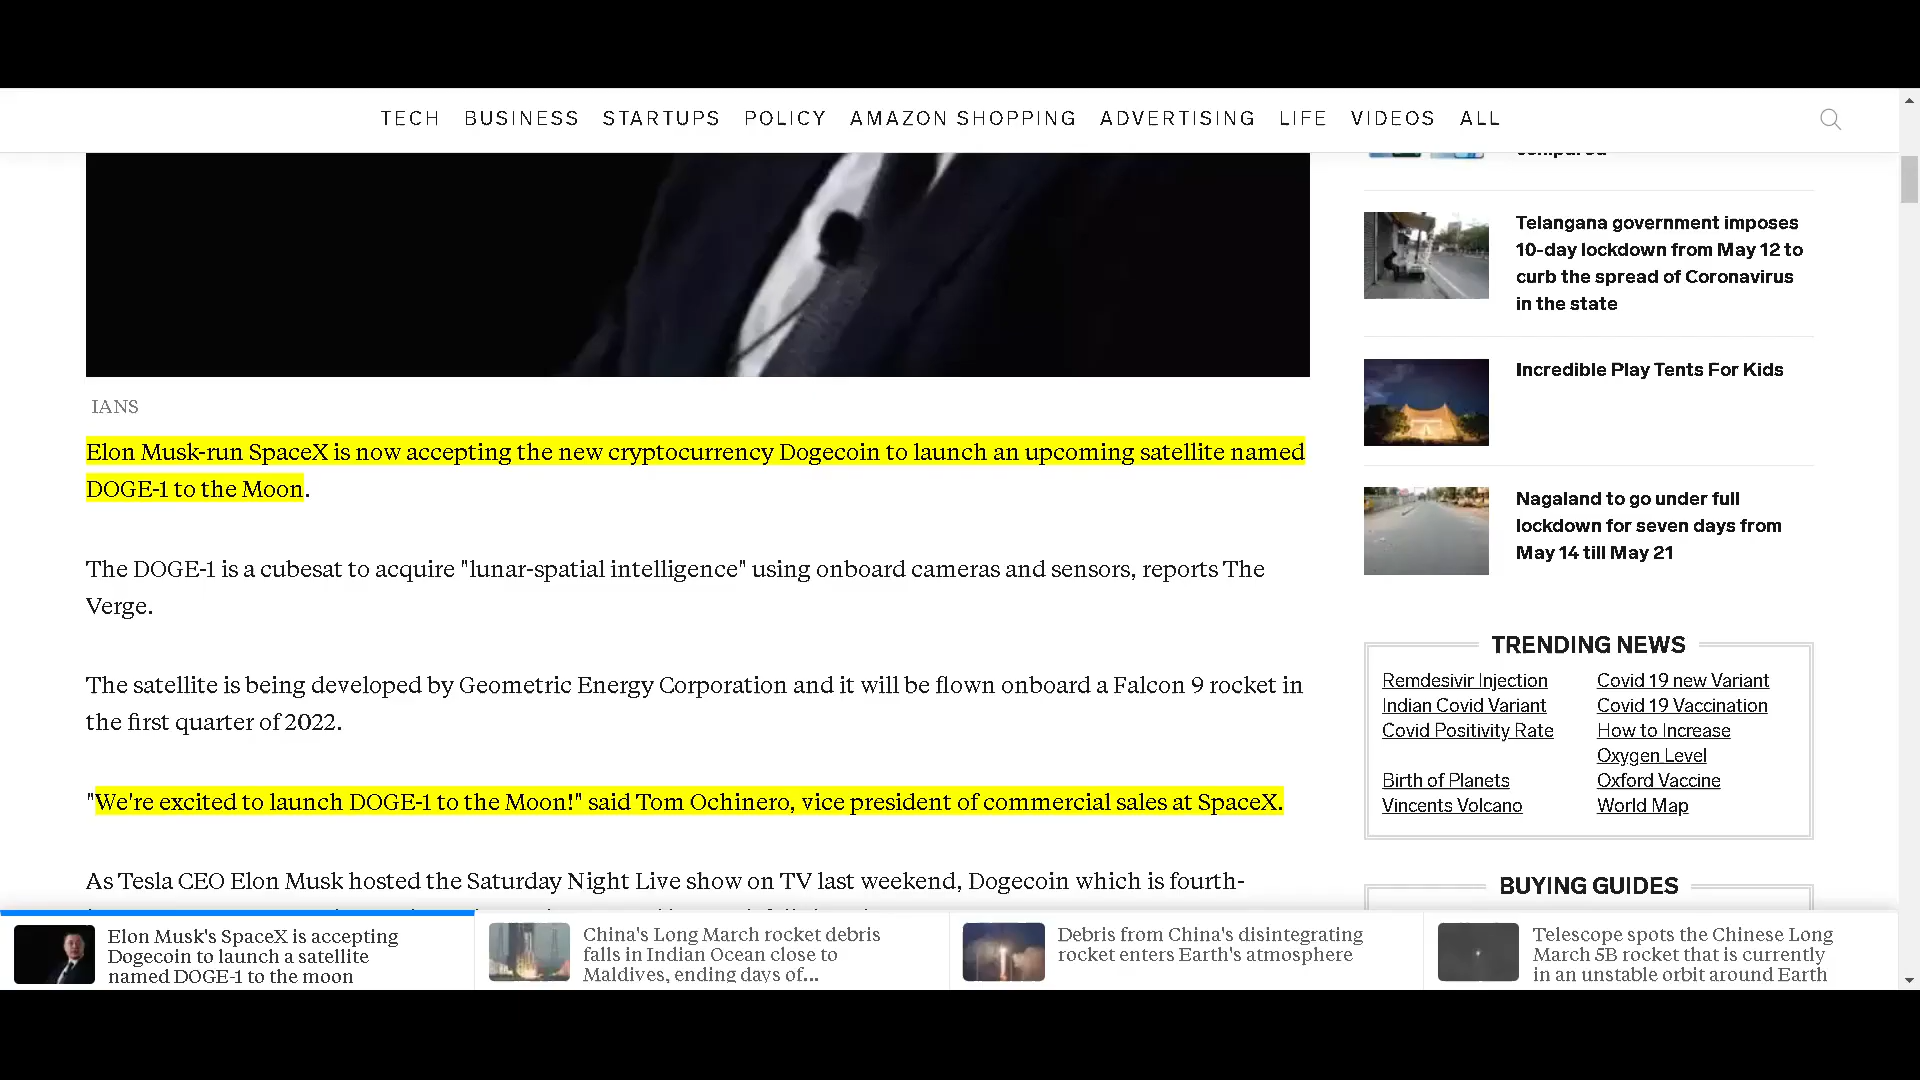 TECH BUSINESS STARTUPS POLICY AMAZON SHOPPING ADVERTISING LIFE VIDEOS ALL
IANS
Elon Musk-run SpaceX is now accepting the new cryptocurrency Dogecoin to launch an upcoming satellite named
DOGE-1 to the Moon.
The DOGE-1 is a cubesat to acquire "lunar-spatial intelligence" using onboard cameras and sensors, reports The
Verge.
The satellite is being developed by Geometric Energy Corporation and it will be flown onboard a Falcon 9 rocket in
the first quarter of 2022.
"We're excited to launch DOGE-1 to the Moon!" said Tom Ochinero, vice president of commercial sales at SpaceX.
As Tesla CEO Elon Musk hosted the Saturday Night Live show on TV last weekend, Dogecoin which is fourth-
Telangana government imposes
10-day lockdown from May 12 to
curb the spread of Coronavirus
in the state
Incredible Play Tents For Kids
Nagaland to go under full
lockdown for seven days from
May 14 till May 21
TRENDING NEWS
Remdesivir Injection
Indian Covid Variant
Covid Positivity Rate
Birth of Planets
Vincents Volcano
Covid 19 new Variant
Covid 19 Vaccination
How to Increase
Oxygen Level
Oxford Vaccine
World Map
BUYING GUIDES
Elon Musk's SpaceX is accepting
Dogecoin to launch a satellite
named DOGE-1 to the moon
China's Long March rocket debris
falls in Indian Ocean close to
Maldives, ending days of...
Debris from China's disintegrating
rocket enters Earth's atmosphere
Telescope spots the Chinese Long
March 5B rocket that is currently
in an unstable orbit around Earth